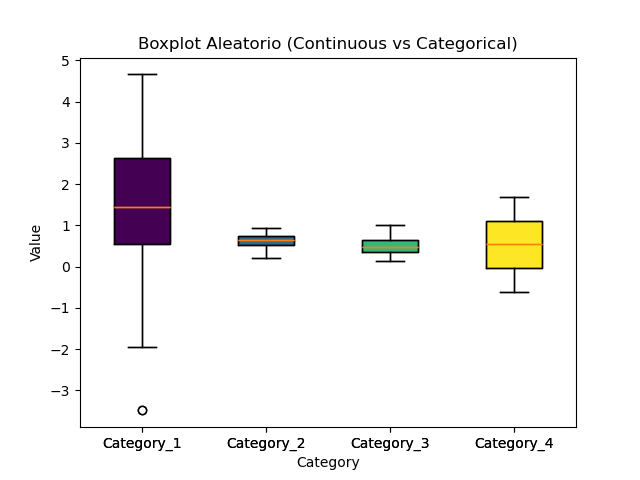 Boxplot Aleatorio (Continuous vs Categorical)
5
4
3
2
1
0
−1
−2
−3
Value
Category_1 Category_2 Category_3 Category_4
Category